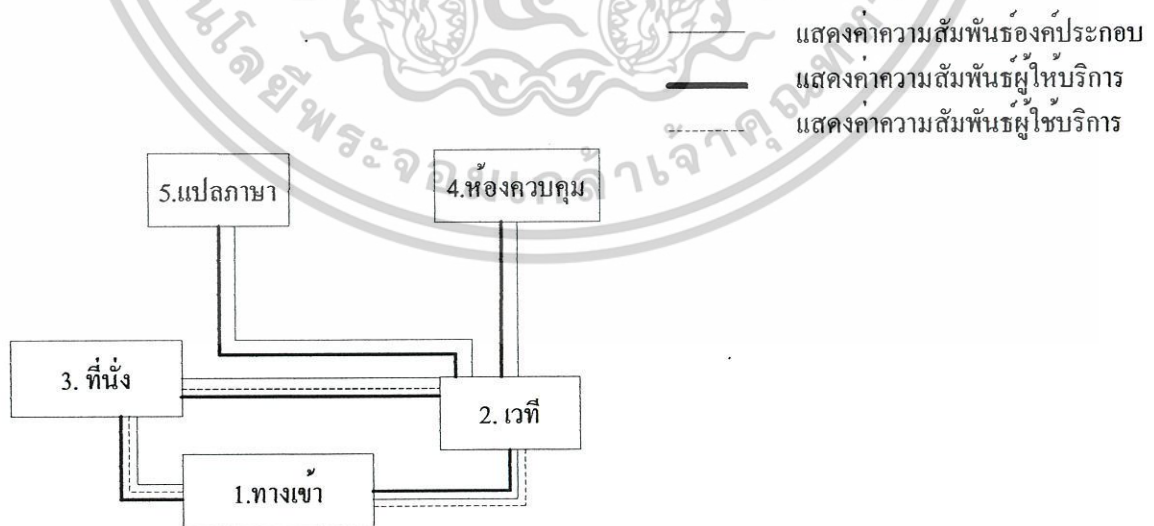 แสดงค่าความสัมพันธ์องค์ประกอบ
แสดงค่าความสัมพันธ์ผู้ให้บริการ
แสดงค่าความสัมพันธ์ผู้ใช้บริการ
5.แปลภาษา
4.ห้องควบคุม
3. ที่นั่ง
2. เวที
1.ทางเข้า